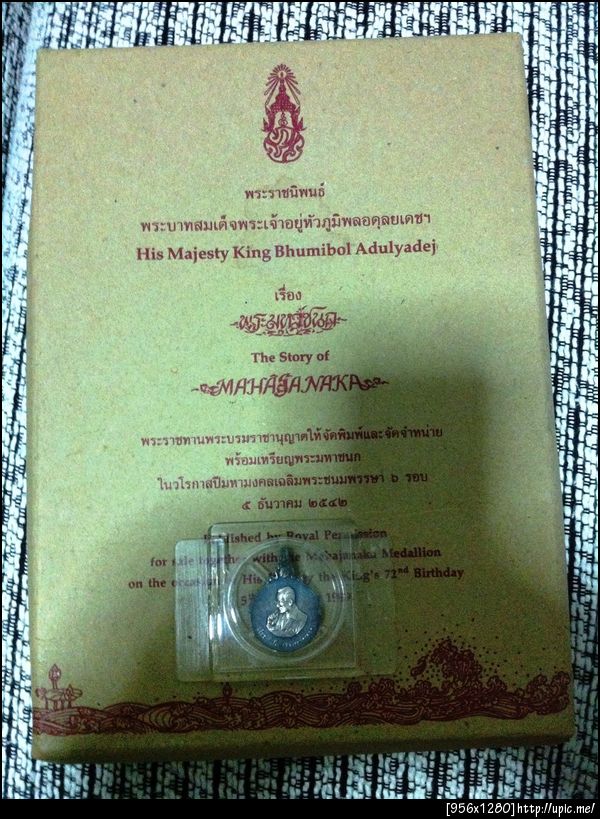 พระราชนิพนธ์
พระบาทสมเด็จพระเจ้าอยู่หัวภูมิพลอดุลยเดชฯ
His Majesty King Bhumibol Adulyadej
เรื่อง
พระมหาชนก
The Story of
MAHAJANAKA
พระราชทานพระบรมราชานุญาตให้จัดพิมพ์และจัดจำหน่าย
พร้อมเหรียญพระมหาชนก
ในวโรกาสปีมหามงคลเฉลิมพระชนมพรรษา ๖ รอบ
๕ ธันวาคม ๒๕๔๒
by Royal Permission
for sale together with the Mahajanaka Medallion
on the occasion His the King's 72nd Birthday
[956x1280]http://upic.me/